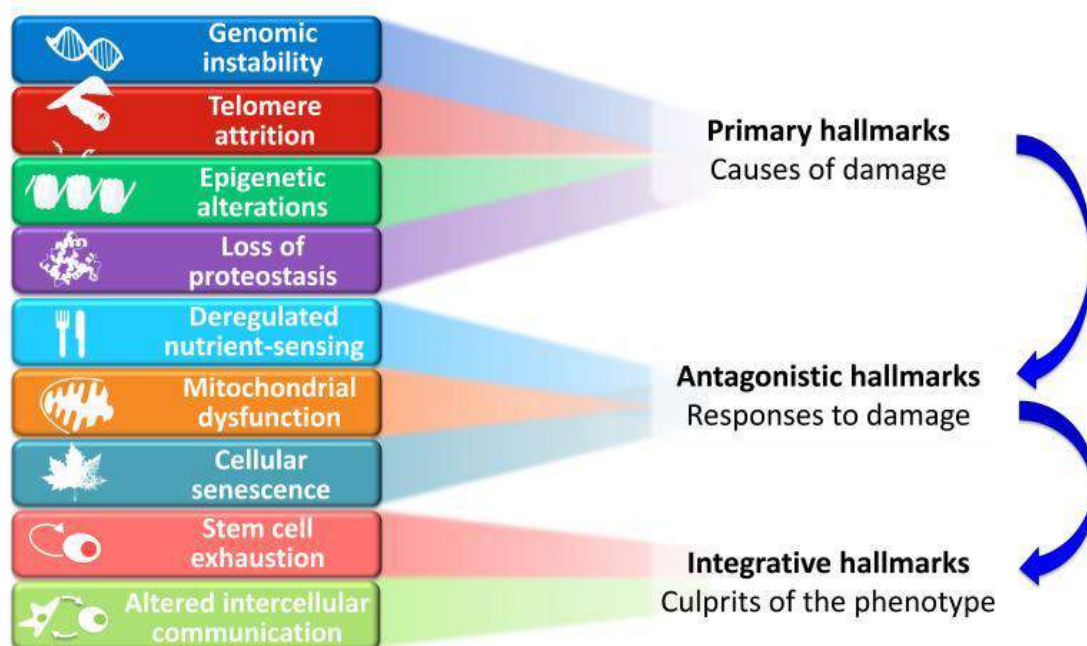 Genomic
instability
Telomere
attrition
Epigenetic
alterations
Loss of
proteostasis
Deregulated
nutrient-sensing
Mitochondrial
dysfunction
Cellular
senescence
Stem cell
exhaustion
Altered intercellular
communication
Primary hallmarks
Causes of damage
Antagonistic hallmarks
Responses to damage
Integrative hallmarks
Culprits of the phenotype